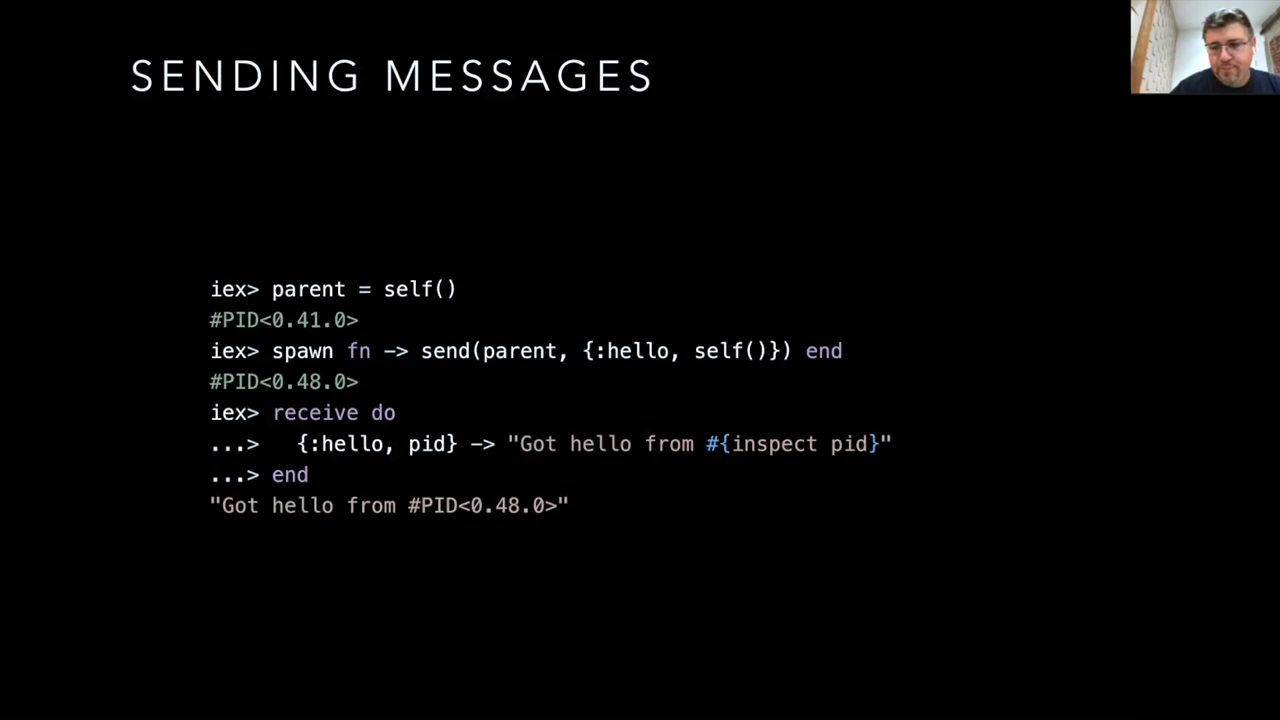 SENDING MESSAGES
iex> parent = self()
#PID<0.41.0>
iex> spawn fn -> send(parent, {:hello, self()}) end
#PID<0.48.0>
iex> receive do
...>   {:hello, pid} -> "Got hello from #{inspect pid}"
...> end
"Got hello from #PID<0.48.0>"